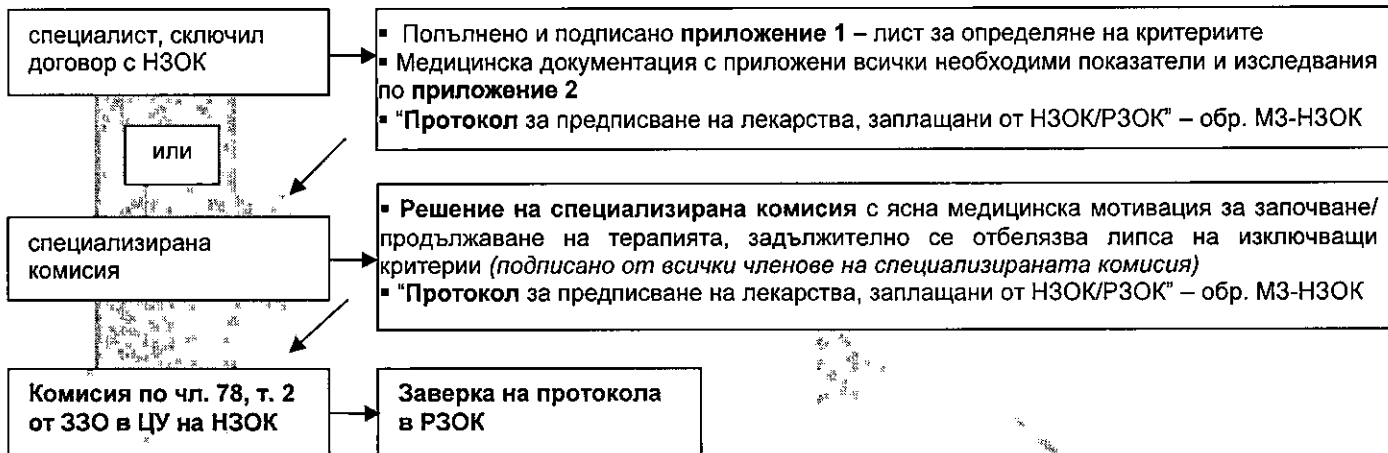 специалист, сключил
договор с НЗОК
▪ Попълнено и подписано приложение 1 – лист за определяне на критериите
▪ Медицинска документация с приложени всички необходими показатели и изследвания
по приложение 2
▪ "Протокол за предписване на лекарства, заплащани от НЗОК/РЗОК" – обр. МЗ-НЗОК
или
специализирана
комисия
▪ Решение на специализирана комисия с ясна медицинска мотивация за започване/
продължаване на терапията, задължително се отбелязва липса на изключващи
критерии (подписано от всички членове на специализираната комисия)
▪ "Протокол за предписване на лекарства, заплащани от НЗОК/РЗОК" – обр. МЗ-НЗОК
Комисия по чл. 78, т. 2
от ЗЗО в ЦУ на НЗОК
Заверка на протокола
в РЗОК